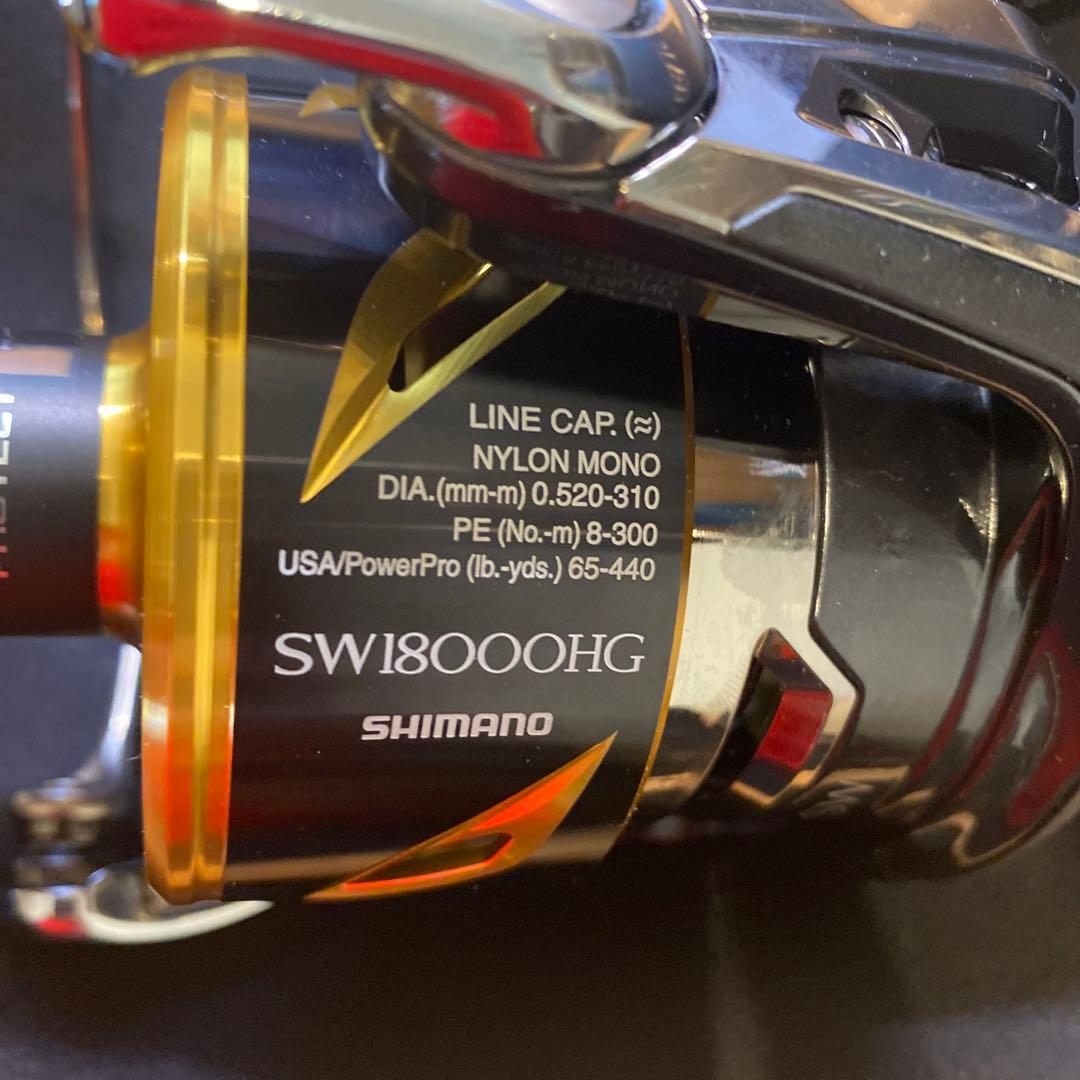 LINE CAP. (≈)
NYLON MONO
DIA.(mm-m) 0.520-310
PE (No.-m) 8-300
USA/PowerPro (lb.-yds.) 65-440
SW18000HG
SHIMANO